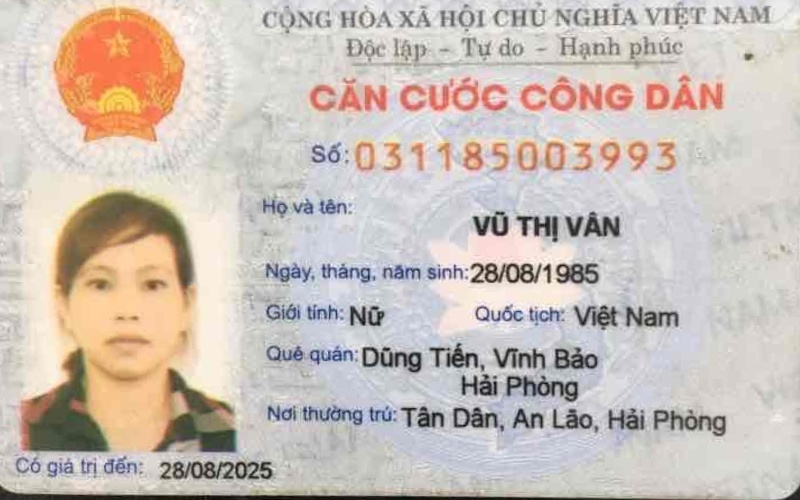 CỘNG HÒA XÃ HỘI CHỦ NGHĨA VIỆT NAM
Độc lập - Tự do - Hạnh phúc
CĂN CƯỚC CÔNG DÂN
Số: 031185003993
Họ và tên:
VŨ THỊ VÂN
Ngày, tháng, năm sinh: 28/08/1985
Giới tính: Nữ Quốc tịch: Việt Nam
Quê quán: Dũng Tiến, Vĩnh Bảo
Hải Phòng
Nơi thường trú: Tân Dân, An Lão, Hải Phòng
Có giá trị đến: 28/08/2025